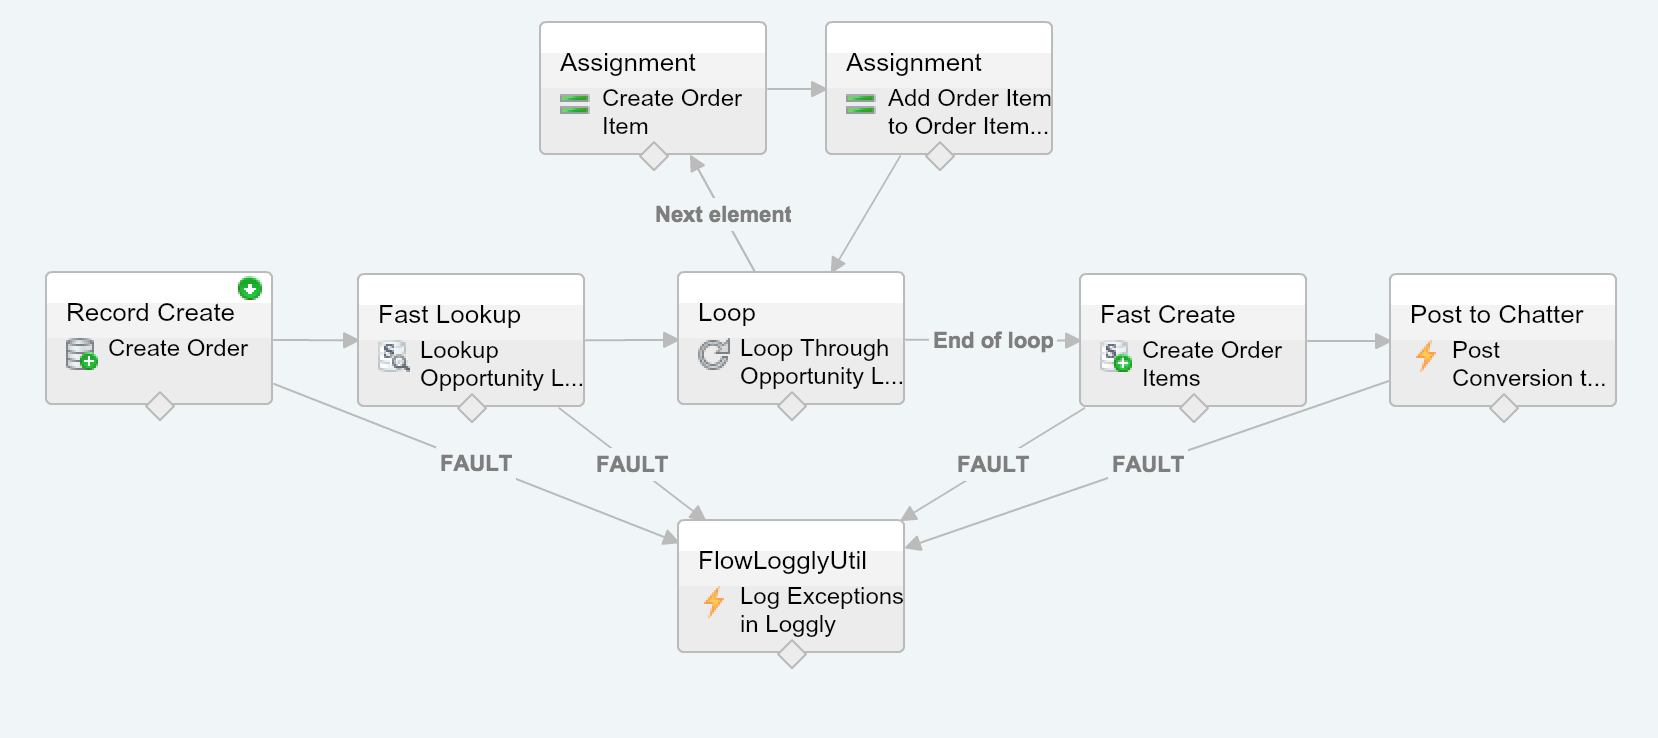 Assignment
Create Order
Item
Assignment
Add Order Item
to Order Item...
Next element
Record Create
Create Order
Fast Lookup
Lookup
Opportunity L...
Loop
Loop Through
Opportunity L...
End of loop
Fast Create
Create Order
Items
Post to Chatter
Post
Conversion t...
FAULT
FAULT
FAULT
FAULT
FlowLogglyUtil
Log Exceptions
in Loggly